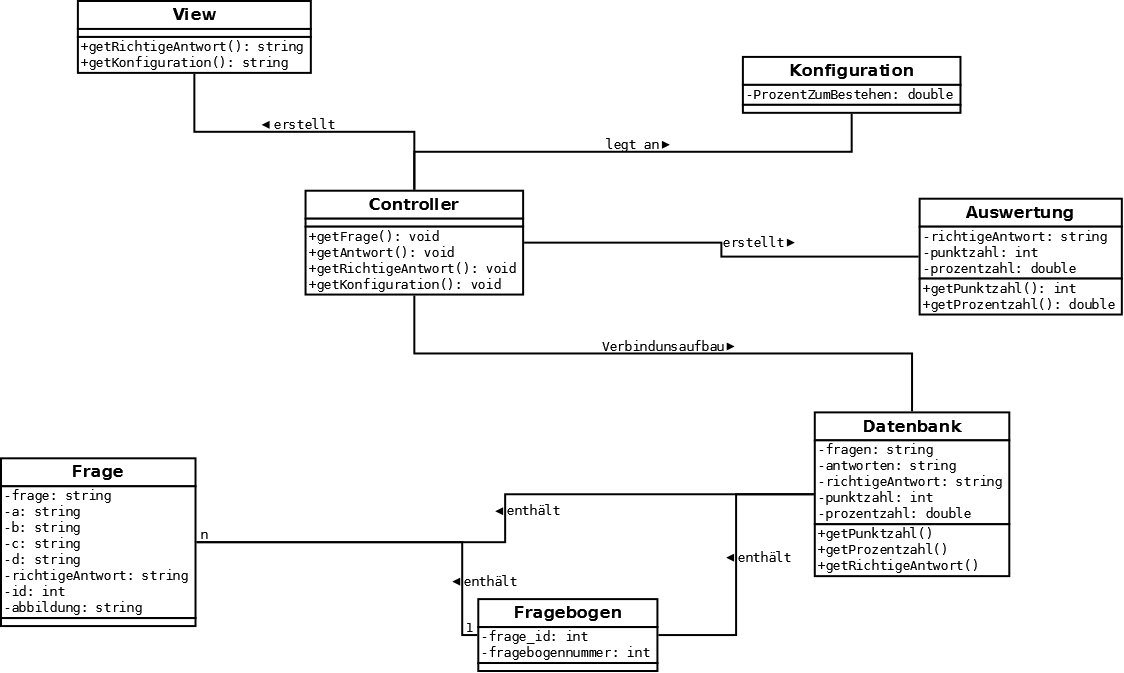 View
+getRichtigeAntwort(): string
+getKonfiguration(): string
Konfiguration
-ProzentZumBestehen: double
◄ erstellt
legt an►
Controller
+getFrage(): void
+getAntwort(): void
+getRichtigeAntwort(): void
+getKonfiguration(): void
erstellt►
Auswertung
-richtigeAntwort: string
-punktzahl: int
-prozentzahl: double
+getPunktzahl(): int
+getProzentzahl(): double
Verbindunsaufbau►
Datenbank
-fragen: string
-antworten: string
-richtigeAntwort: string
-punktzahl: int
-prozentzahl: double
+getPunktzahl()
+getProzentzahl()
+getRichtigeAntwort()
Frage
-frage: string
-a: string
-b: string
-c: string
-d: string
-richtigeAntwort: string
-id: int
-abbildung: string
n
◄enthält
◄enthält
◄enthält
1
Fragebogen
-frage_id: int
-fragebogennummer: int